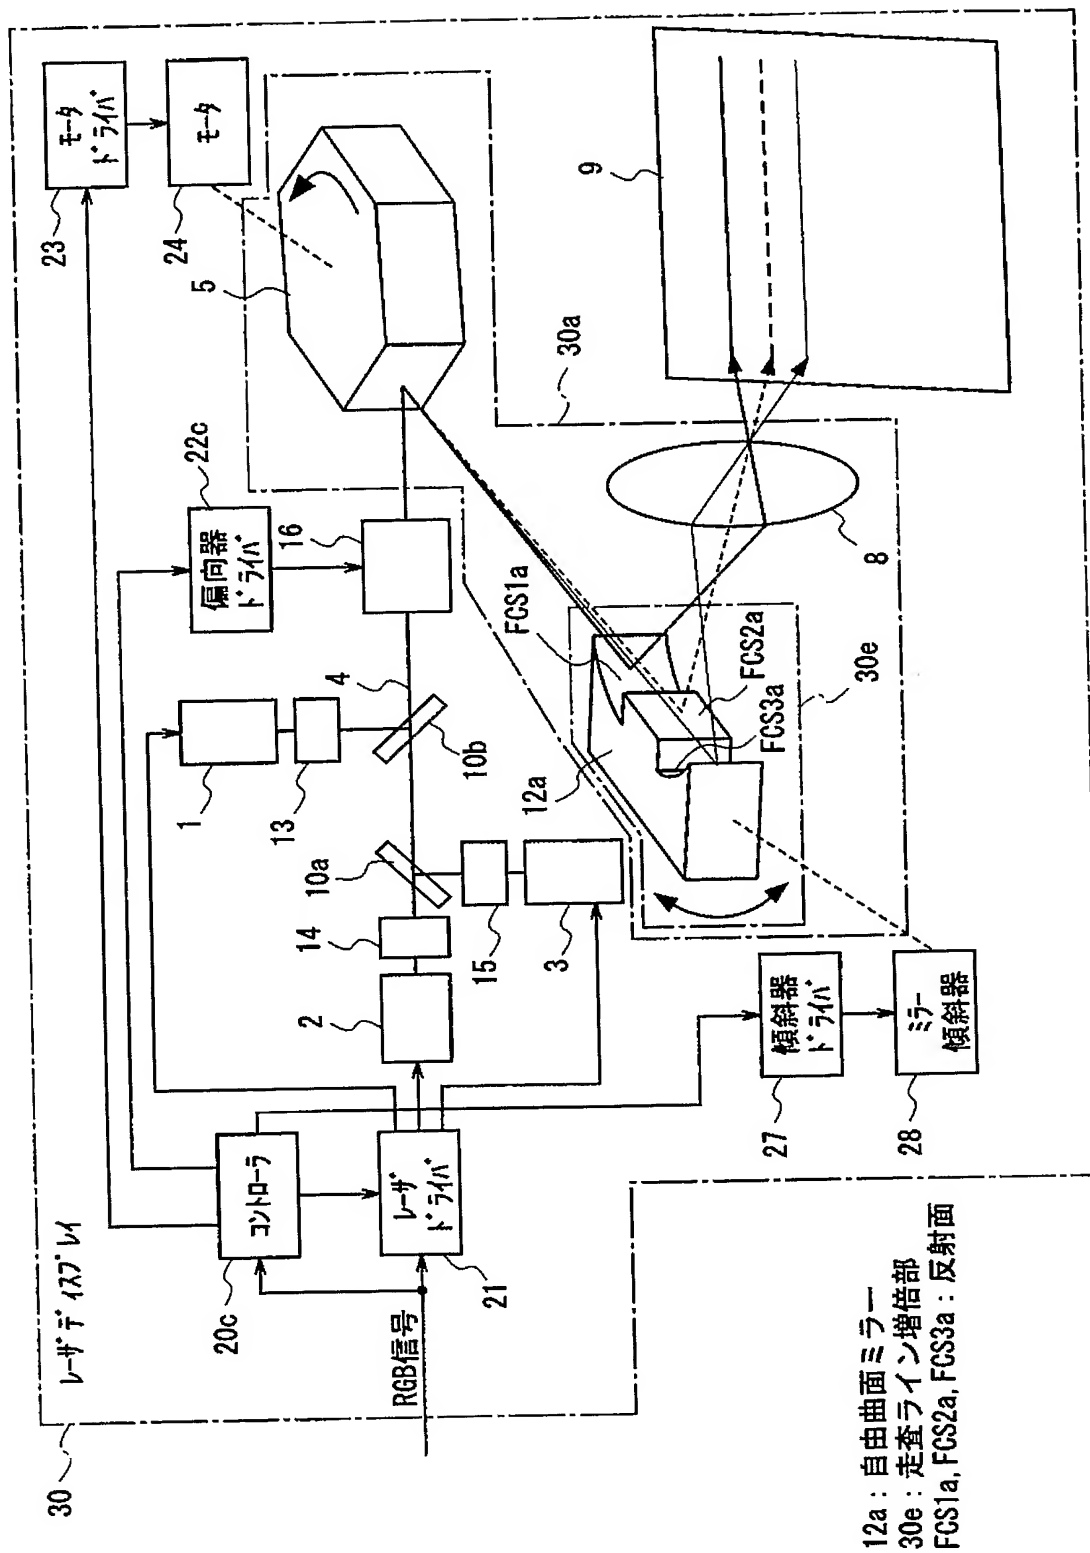 30
レーザディスプレイ
20c
コントローラ
21
レーザ
ドライバ
RGB信号
1
13
2
14
10a
10b
4
15
3
16
22c
偏向器
ドライバ
23
モータ
ドライバ
24
モータ
5
30a
9
8
FCS1a
FCS2a
FCS3a
12a
30e
27
傾斜器
ドライバ
28
ミラー
傾斜器
12a:自由曲面ミラー
30e:走査ライン増倍部
FCS1a,FCS2a,FCS3a:反射面